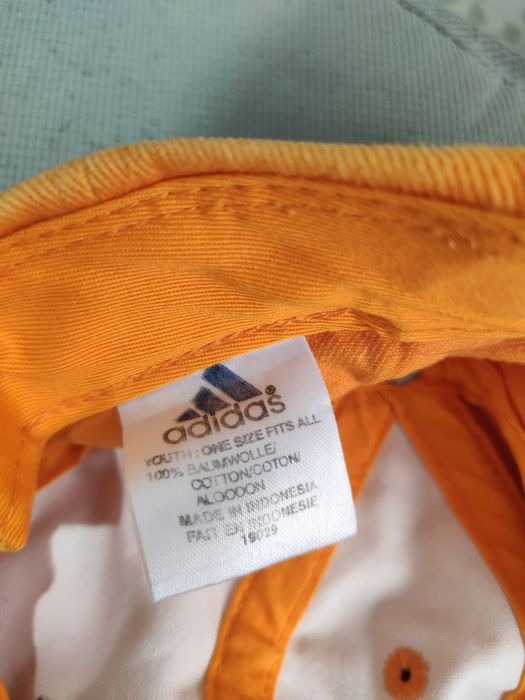 adidas®
YOUTH : ONE SIZE FITS ALL
100% BAUMWOLLE/
COTTON/COTON/
ALGODON
MADE IN INDONESIA
FAIT EN INDONESIE
19029